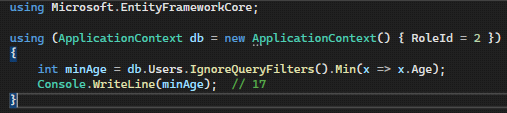 using Microsoft.EntityFrameworkCore;
using (ApplicationContext db = new ApplicationContext() { RoleId = 2 })
{
int minAge = db.Users.IgnoreQueryFilters().Min(x => x.Age);
Console.WriteLine(minAge);  // 17
}